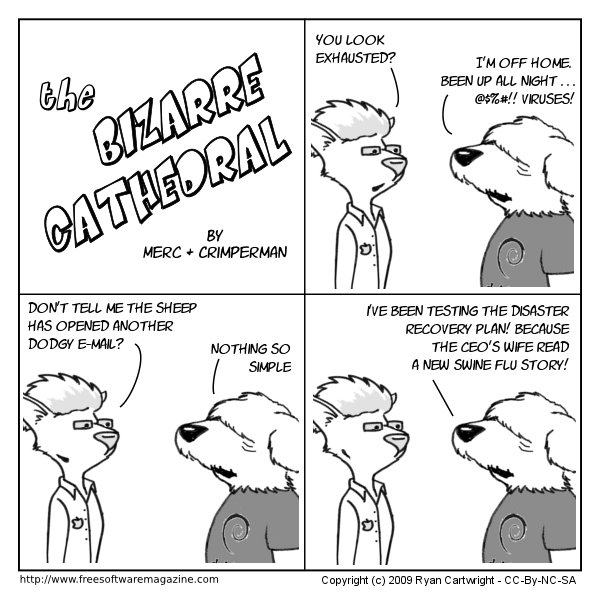 the
BIZARRE
CATHEDRAL
BY
MERC + CRIMPERMAN
YOU LOOK
EXHAUSTED?
I'M OFF HOME.
BEEN UP ALL NIGHT . . .
@$%#!! VIRUSES!
DON'T TELL ME THE SHEEP
HAS OPENED ANOTHER
DODGY E-MAIL?
NOTHING SO
SIMPLE
I'VE BEEN TESTING THE DISASTER
RECOVERY PLAN! BECAUSE
THE CEO'S WIFE READ
A NEW SWINE FLU STORY!
http://www.freesoftwaremagazine.com
Copyright (c) 2009 Ryan Cartwright - CC-By-NC-SA